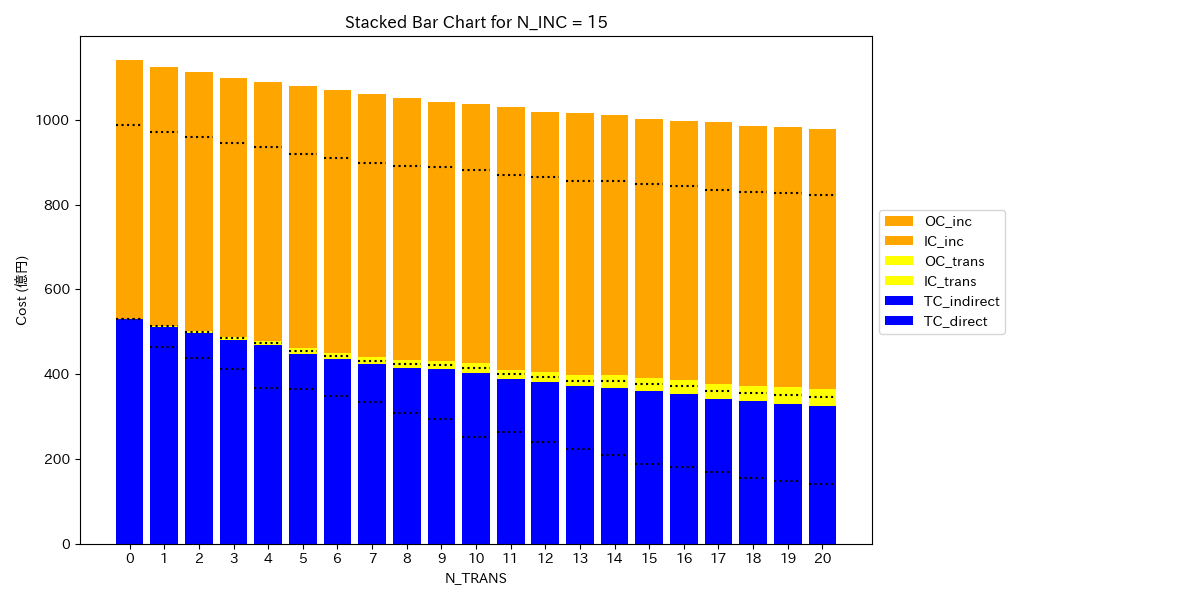 Stacked Bar Chart for N_INC = 15
Cost (億円)
1000
800
600
400
200
0
0 1 2 3 4 5 6 7 8 9 10 11 12 13 14 15 16 17 18 19 20
N_TRANS
OC_inc
IC_inc
OC_trans
IC_trans
TC_indirect
TC_direct